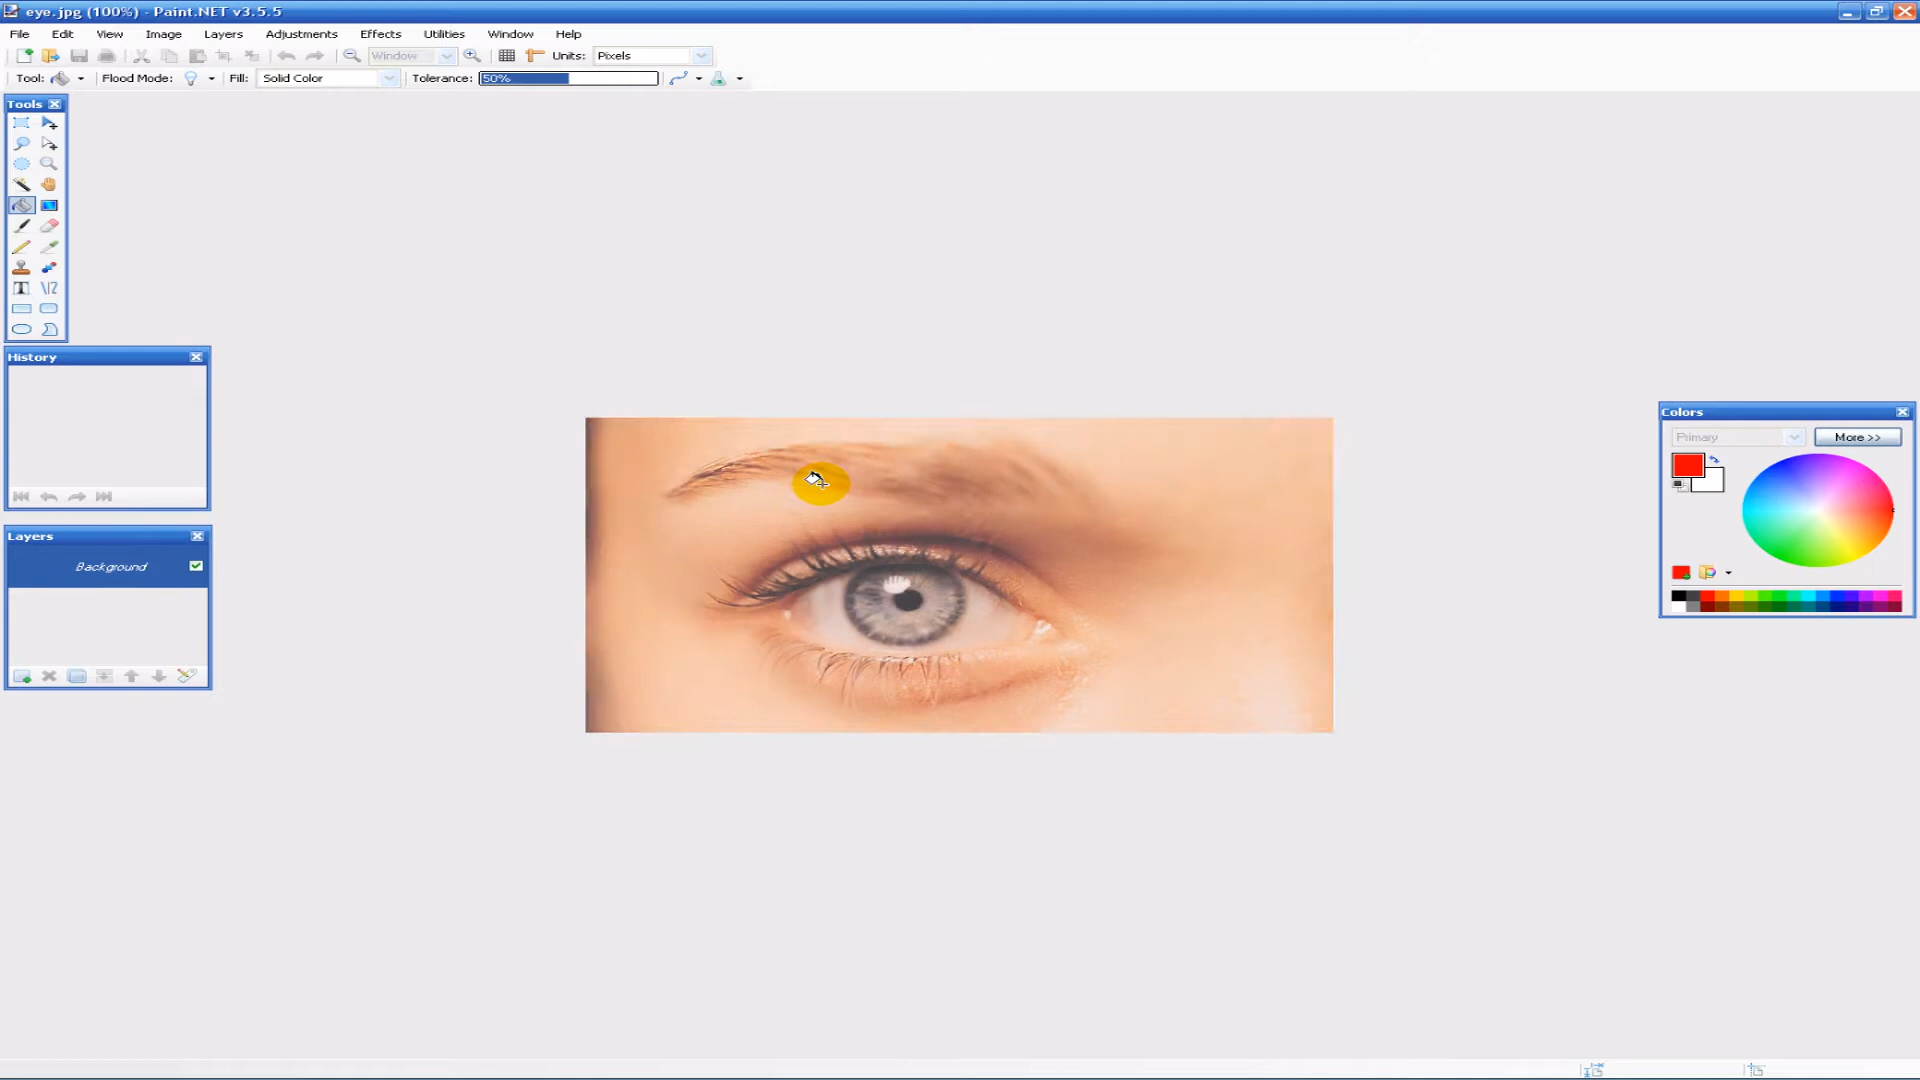 eye.jpg (100%) - Paint.NET v3.5.5
File Edit View Image Layers Adjustments Effects Utilities Window Help
Window Units: Pixels
Tool: Flood Mode: Fill: Solid Color Tolerance: 50%
Tools
History
Layers
Background
Colors
Primary More >>